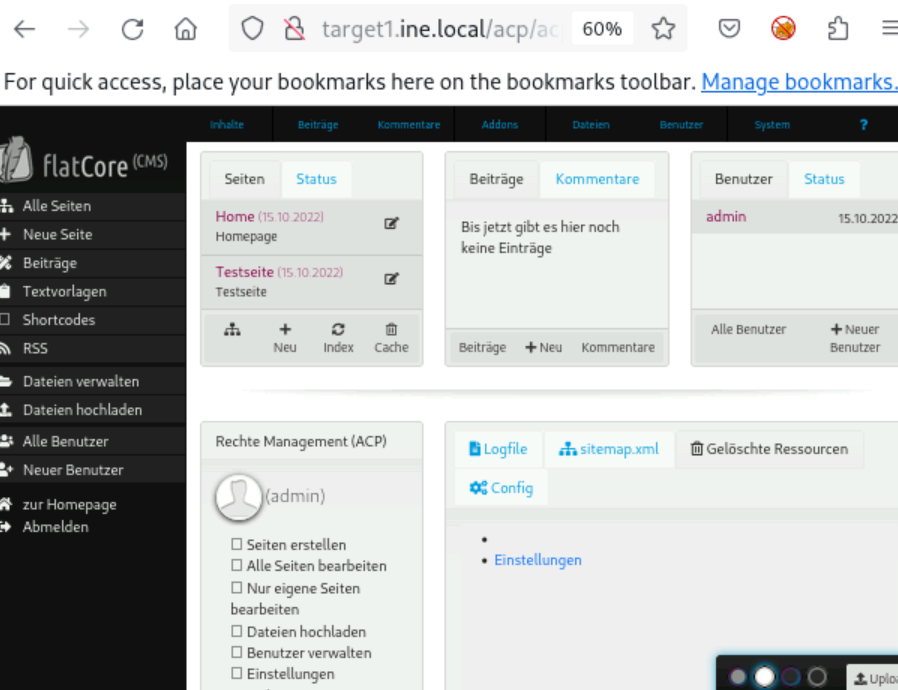 target1.ine.local/acp/ac 60%
For quick access, place your bookmarks here on the bookmarks toolbar. Manage bookmarks.
Inhalte Beiträge Kommentare Addons Dateien Benutzer System ?
flatCore (CMS)
Alle Seiten
Neue Seite
Beiträge
Textvorlagen
Shortcodes
RSS
Dateien verwalten
Dateien hochladen
Alle Benutzer
Neuer Benutzer
zur Homepage
Abmelden
Seiten Status
Home (15.10.2022)
Homepage
Testseite (15.10.2022)
Testseite
Neu Index Cache
Beiträge Kommentare
Bis jetzt gibt es hier noch
keine Einträge
Beiträge + Neu Kommentare
Benutzer Status
admin 15.10.2022
Alle Benutzer + Neuer
Benutzer
Rechte Management (ACP)
(admin)
Seiten erstellen
Alle Seiten bearbeiten
Nur eigene Seiten
bearbeiten
Dateien hochladen
Benutzer verwalten
Einstellungen
Logfile sitemap.xml Gelöschte Ressourcen
Config
Einstellungen